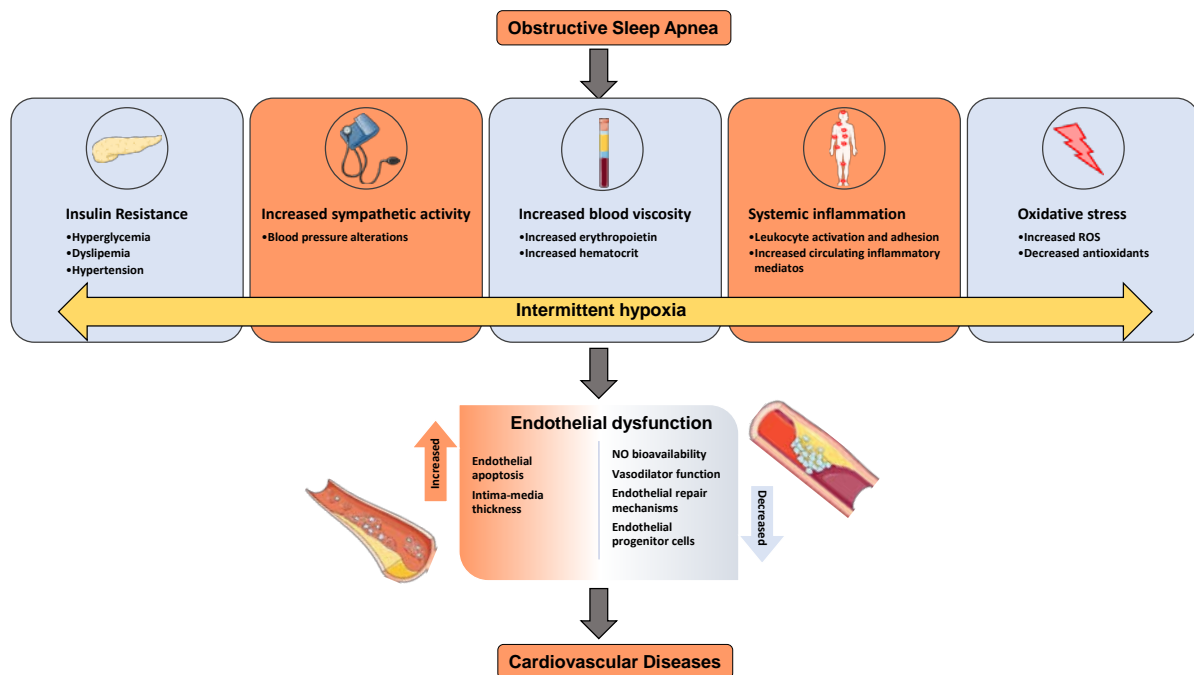 Obstructive Sleep Apnea
Insulin Resistance
•Hyperglycemia
•Dyslipemia
•Hypertension
Increased sympathetic activity
•Blood pressure alterations
Increased blood viscosity
•Increased erythropoietin
•Increased hematocrit
Systemic inflammation
•Leukocyte activation and adhesion
•Increased circulating inflammatory
mediatos
Oxidative stress
•Increased ROS
•Decreased antioxidants
Intermittent hypoxia
Endothelial dysfunction
Increased
Endothelial
apoptosis
Intima-media
thickness
NO bioavailability
Vasodilator function
Endothelial repair
mechanisms
Endothelial
progenitor cells
Decreased
Cardiovascular Diseases